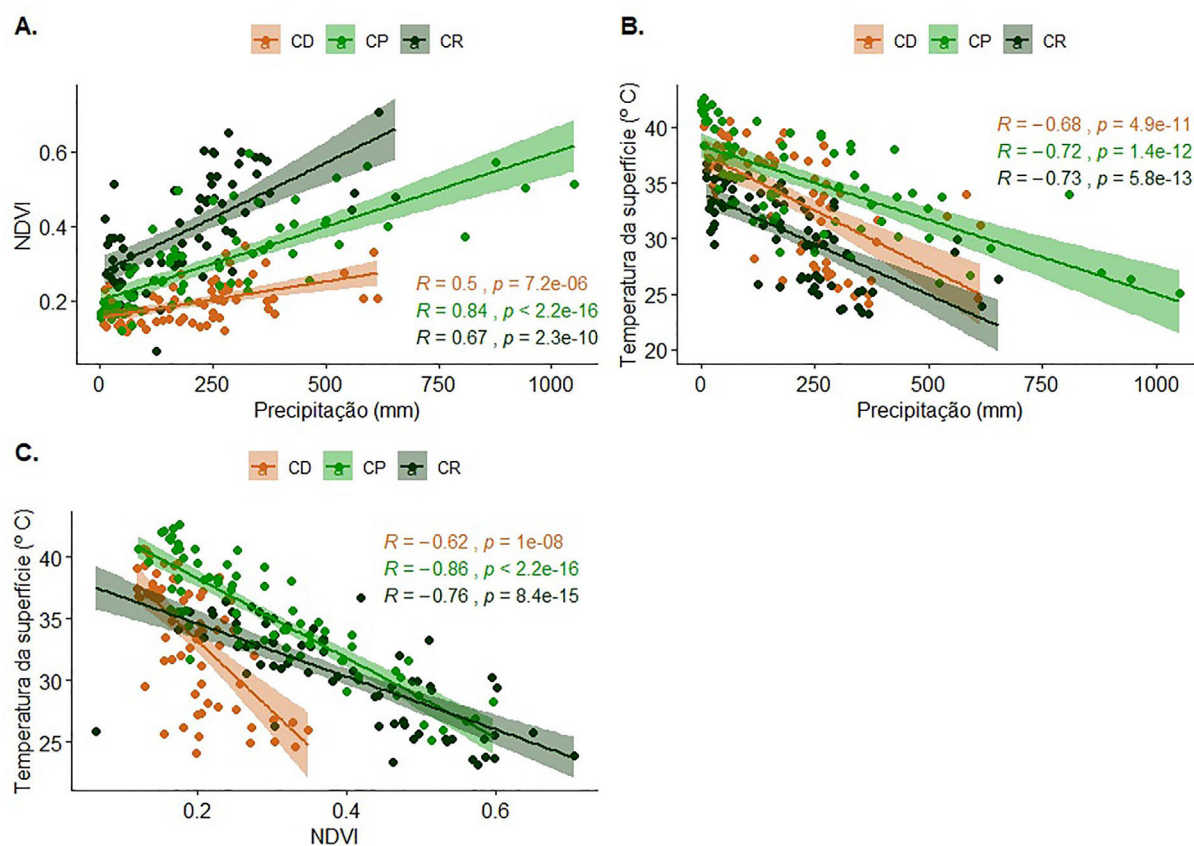 A.
a CD a CP a CR
NDVI
0.6
0.4
0.2
R = 0.5 , p = 7.2e-06
R = 0.84 , p < 2.2e-16
R = 0.67 , p = 2.3e-10
0 250 500 750 1000
Precipitação (mm)
B.
a CD a CP a CR
Temperatura da superfície (º C)
40
35
30
25
20
R = −0.68 , p = 4.9e-11
R = −0.72 , p = 1.4e-12
R = −0.73 , p = 5.8e-13
0 250 500 750 1000
Precipitação (mm)
C.
a CD a CP a CR
Temperatura da superfície (º C)
40
35
30
25
R = −0.62 , p = 1e-08
R = −0.86 , p < 2.2e-16
R = −0.76 , p = 8.4e-15
0.2 0.4 0.6
NDVI